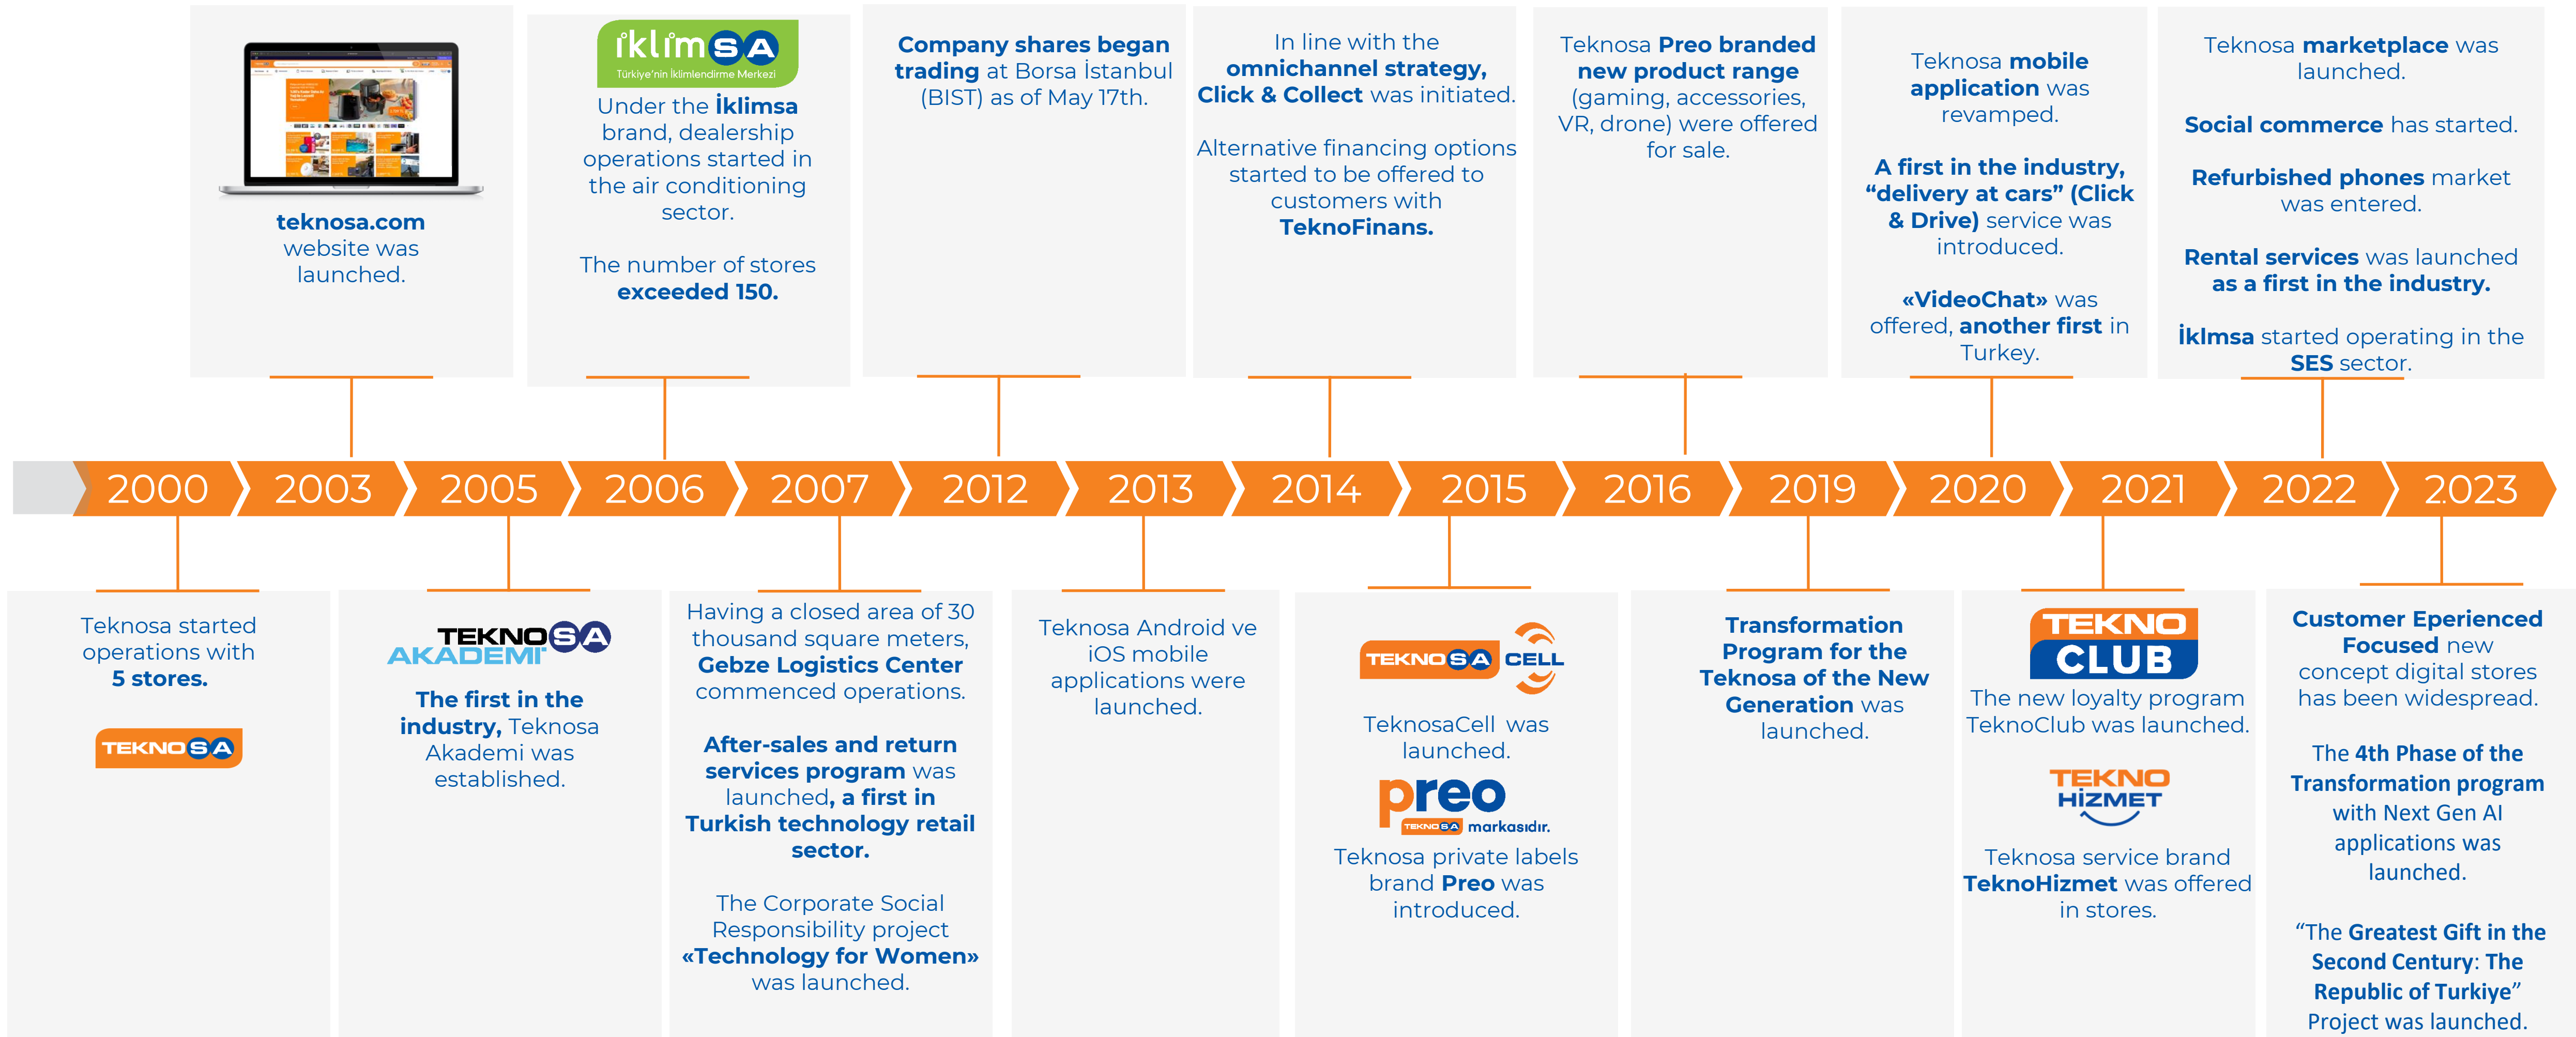 teknosa.com
website was
launched.
iklimSA
Türkiye'nin İklimlendirme Merkezi
Under the İklimsa
brand, dealership
operations started in
the air conditioning
sector.
The number of stores
exceeded 150.
Company shares began
trading at Borsa İstanbul
(BIST) as of May 17th.
In line with the
omnichannel strategy,
Click & Collect was initiated.
Alternative financing options
started to be offered to
customers with
TeknoFinans.
Teknosa Preo branded
new product range
(gaming, accessories,
VR, drone) were offered
for sale.
Teknosa mobile
application was
revamped.
A first in the industry,
“delivery at cars” (Click
& Drive) service was
introduced.
«VideoChat» was
offered, another first in
Turkey.
Teknosa marketplace was
launched.
Social commerce has started.
Refurbished phones market
was entered.
Rental services was launched
as a first in the industry.
İklmsa started operating in the
SES sector.
2000
2003
2005
2006
2007
2012
2013
2014
2015
2016
2019
2020
2021
2022
2023
Teknosa started
operations with
5 stores.
TEKNOSA
TEKNOSA
AKADEMİ
The first in the
industry, Teknosa
Akademi was
established.
Having a closed area of 30
thousand square meters,
Gebze Logistics Center
commenced operations.
After-sales and return
services program was
launched, a first in
Turkish technology retail
sector.
The Corporate Social
Responsibility project
«Technology for Women»
was launched.
Teknosa Android ve
iOS mobile
applications were
launched.
TEKNOSA CELL
TeknosaCell was
launched.
preo
TEKNOSA markasıdır.
Teknosa private labels
brand Preo was
introduced.
Transformation
Program for the
Teknosa of the New
Generation was
launched.
TEKNO
CLUB
The new loyalty program
TeknoClub was launched.
TEKNO
HİZMET
Teknosa service brand
TeknoHizmet was offered
in stores.
Customer Eperienced
Focused new
concept digital stores
has been widespread.
The 4th Phase of the
Transformation program
with Next Gen AI
applications was
launched.
“The Greatest Gift in the
Second Century: The
Republic of Turkiye”
Project was launched.